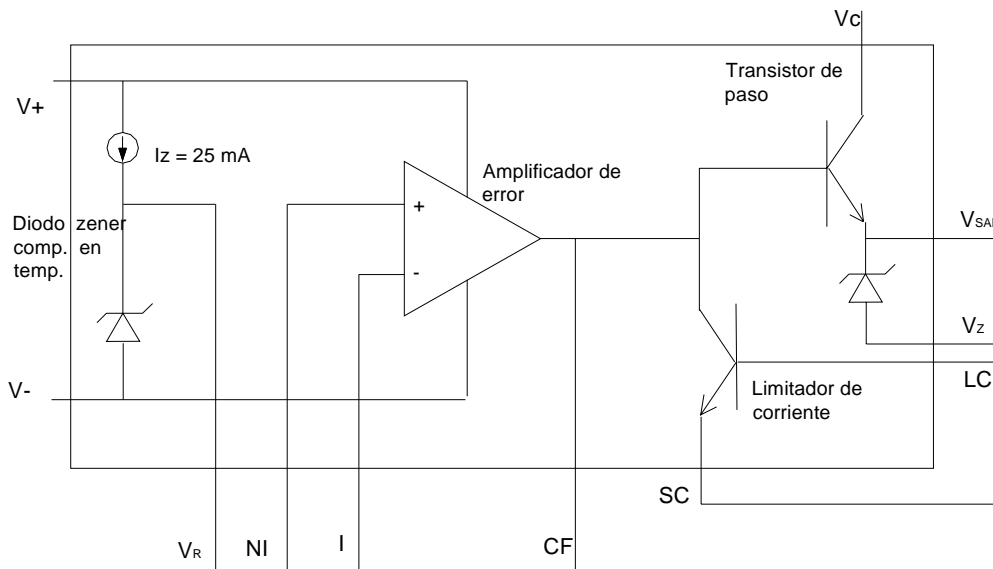 Vc
Transistor de
paso
V+
Iz = 25 mA
Amplificador de
error
+
-
Diodo zener
comp. en
temp.
VSAL
VZ
LC
V-
Limitador de
corriente
SC
VR
NI
I
CF